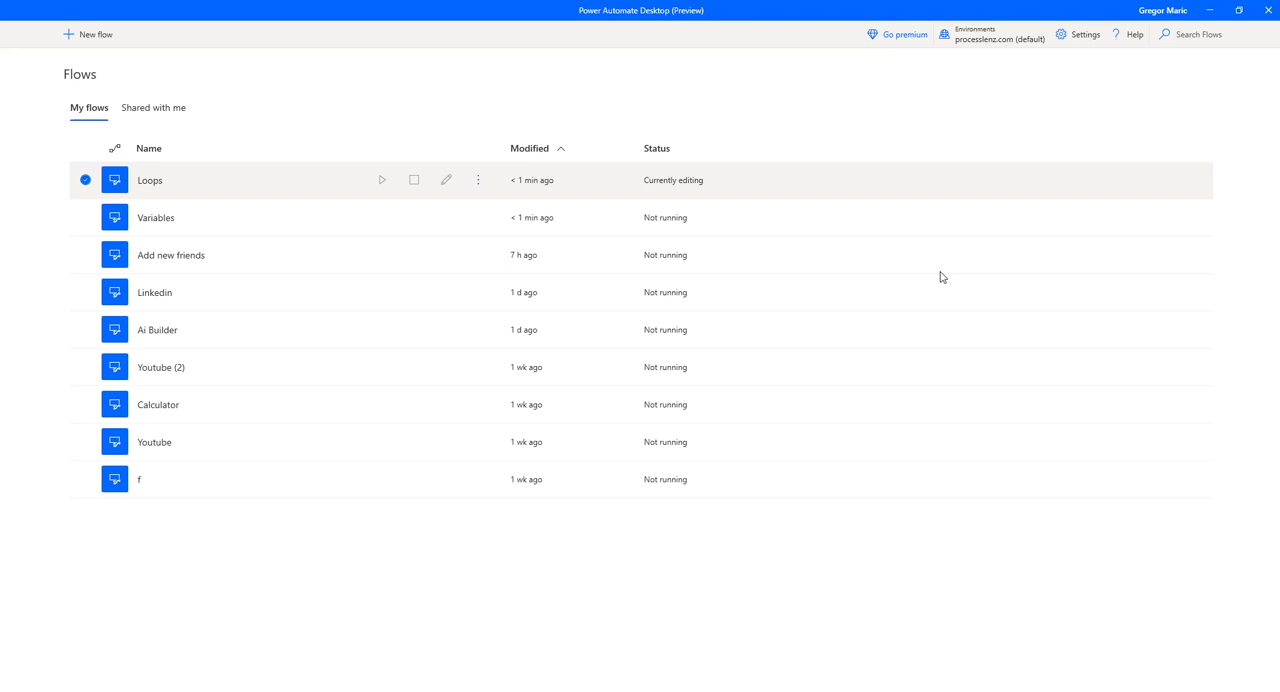 Power Automate Desktop (Preview) Gregor Maric
New flow Go premium Environments processlenz.com (default) Settings Help Search Flows
Flows
My flows Shared with me
Name Modified Status
Loops < 1 min ago Currently editing
Variables < 1 min ago Not running
Add new friends 7 h ago Not running
Linkedin 1 d ago Not running
Ai Builder 1 d ago Not running
Youtube (2) 1 wk ago Not running
Calculator 1 wk ago Not running
Youtube 1 wk ago Not running
f 1 wk ago Not running